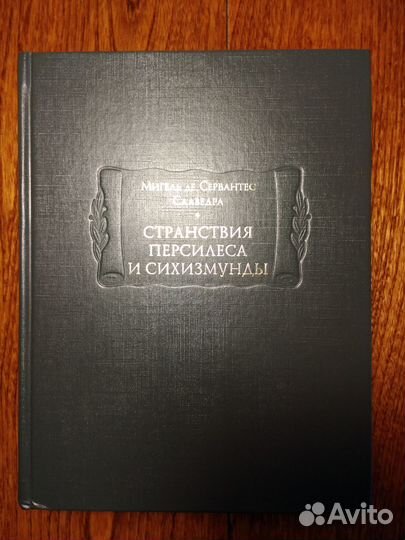 Мигель де Сервантес
Сааведра
СТРАНСТВИЯ
ПЕРСИЛЕСА
И СИХИЗМУНДЫ
Avito